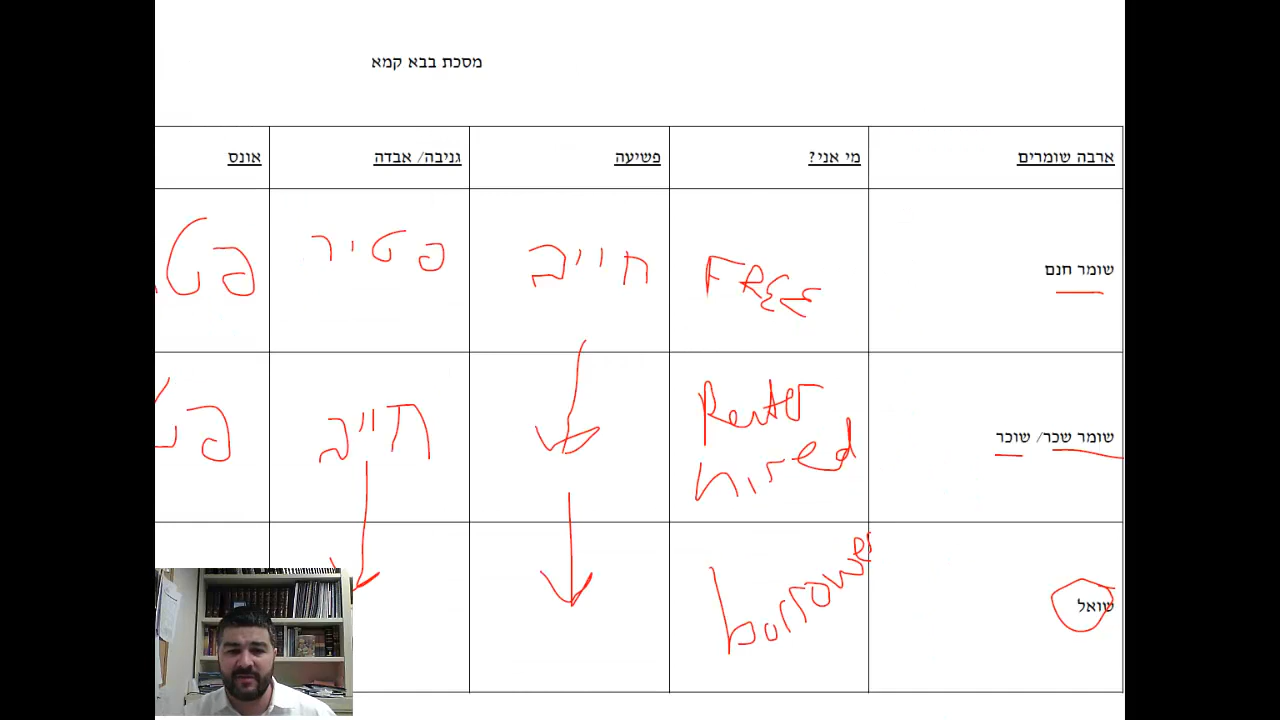 מסכת בבא קמא
ארבה שומרים
מי אני?
פשיעה
גניבה/ אבדה
אונס
שומר חנם
FREE
חייב
פטיר
פט
שומר שכר/ שוכר
Renter
hired
חייב
פט
שואל
borrower